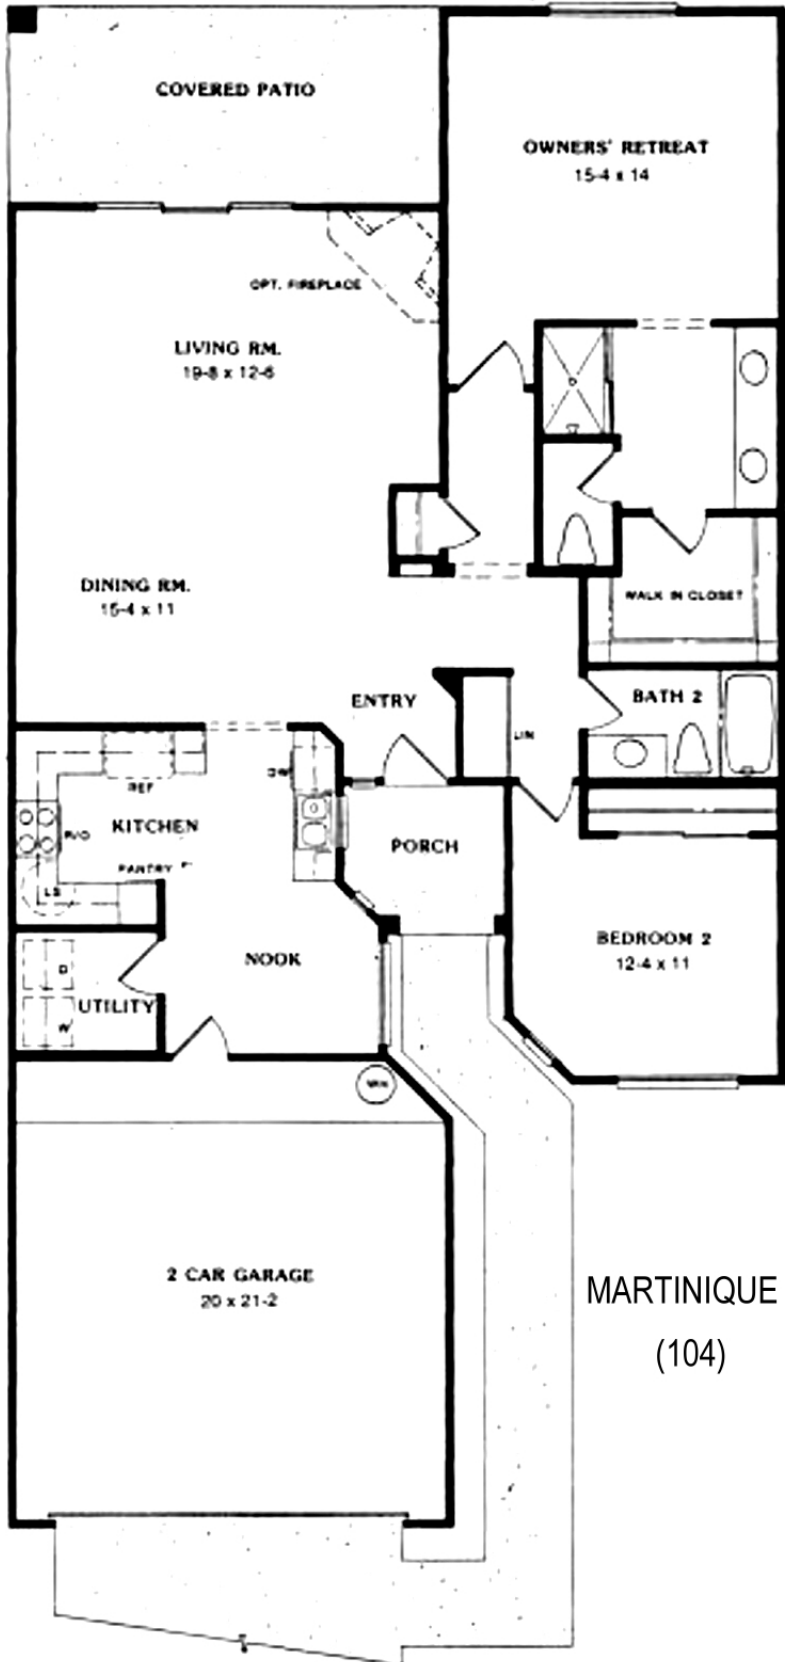 COVERED PATIO
OWNERS' RETREAT
15-4 x 14
OPT. FIREPLACE
LIVING RM.
19-8 x 12-6
DINING RM.
15-4 x 11
WALK IN CLOSET
ENTRY
BATH 2
LIN
REF
DW
R/O
KITCHEN
PANTRY
LS
PORCH
BEDROOM 2
12-4 x 11
NOOK
D
UTILITY
W
2 CAR GARAGE
20 x 21-2
MARTINIQUE
(104)